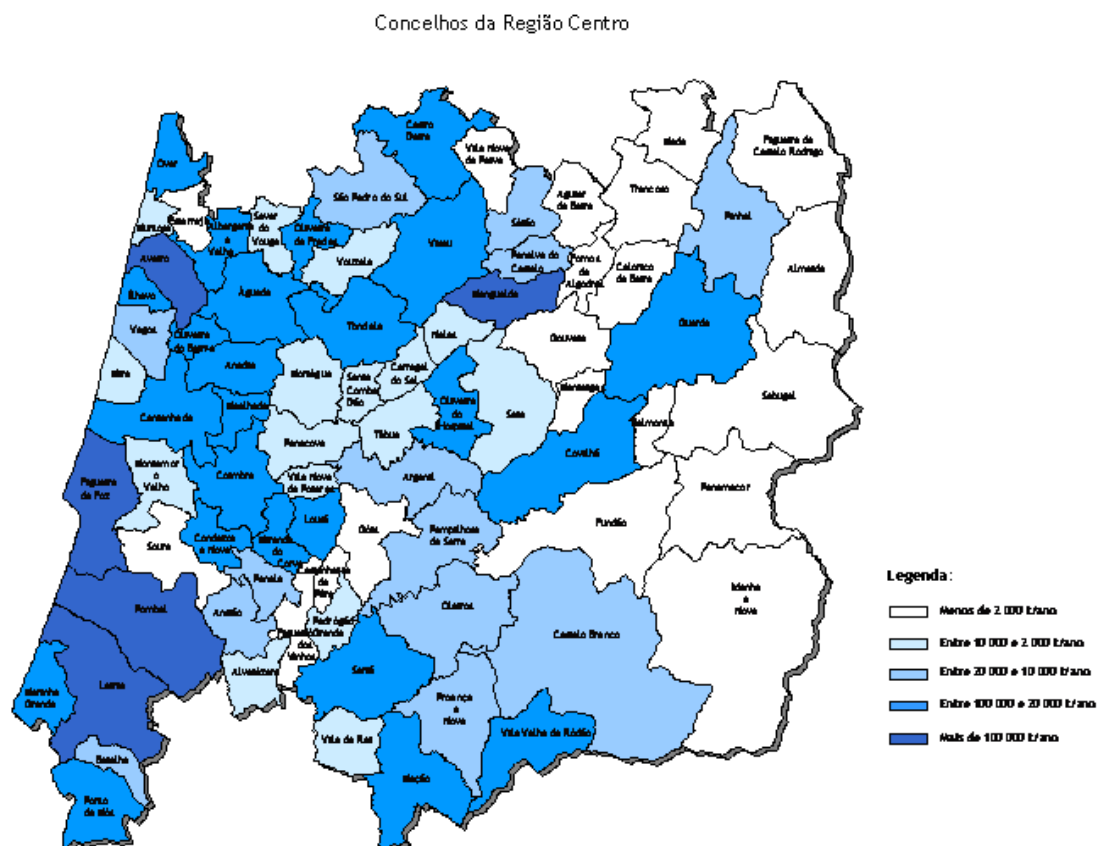 Concelhos da Região Centro
Ovar
Castro
Daire
Vila Nova
de Paiva
Meda
Figueira de
Castelo Rodrigo
São Pedro do Sul
Aguiar
da Beira
Trancoso
Pinhel
Murtosa
Estarreja
Albergaria
a
Velha
Sever
do
Vouga
Oliveira
de Frades
Sátão
Viseu
Vouzela
Penalva do
Castelo
Fornos
de
Algodres
Celorico
da Beira
Almeida
Aveiro
Ílhavo
Águeda
Mangualde
Vagos
Oliveira
do Bairro
Tondela
Nelas
Gouveia
Guarda
Mira
Anadia
Mortágua
Santa
Comba
Dão
Carregal
do Sal
Oliveira
do
Hospital
Seia
Manteigas
Sabugal
Cantanhede
Mealhada
Penacova
Tábua
Belmonte
Covilhã
Montemor
o
Velho
Coimbra
Vila Nova
de Poiares
Arganil
Figueira
da Foz
Penamacor
Lousã
Góis
Pampilhosa
da Serra
Fundão
Soure
Condeixa
a Nova
Miranda
do
Corvo
Castanheira
de
Pêra
Penela
Idanha
a
Nova
Pombal
Ansião
Pedrógão
Grande
Figueiró
dos
Vinhos
Oleiros
Castelo Branco
Alvaiázere
Sertã
Leiria
Marinha
Grande
Proença
a
Nova
Vila de Rei
Vila Velha de Ródão
Batalha
Mação
Porto
de Mós
Legenda:
Menos de 2 000 t/ano
Entre 10 000 e 2 000 t/ano
Entre 20 000 e 10 000 t/ano
Entre 100 000 e 20 000 t/ano
Mais de 100 000 t/ano